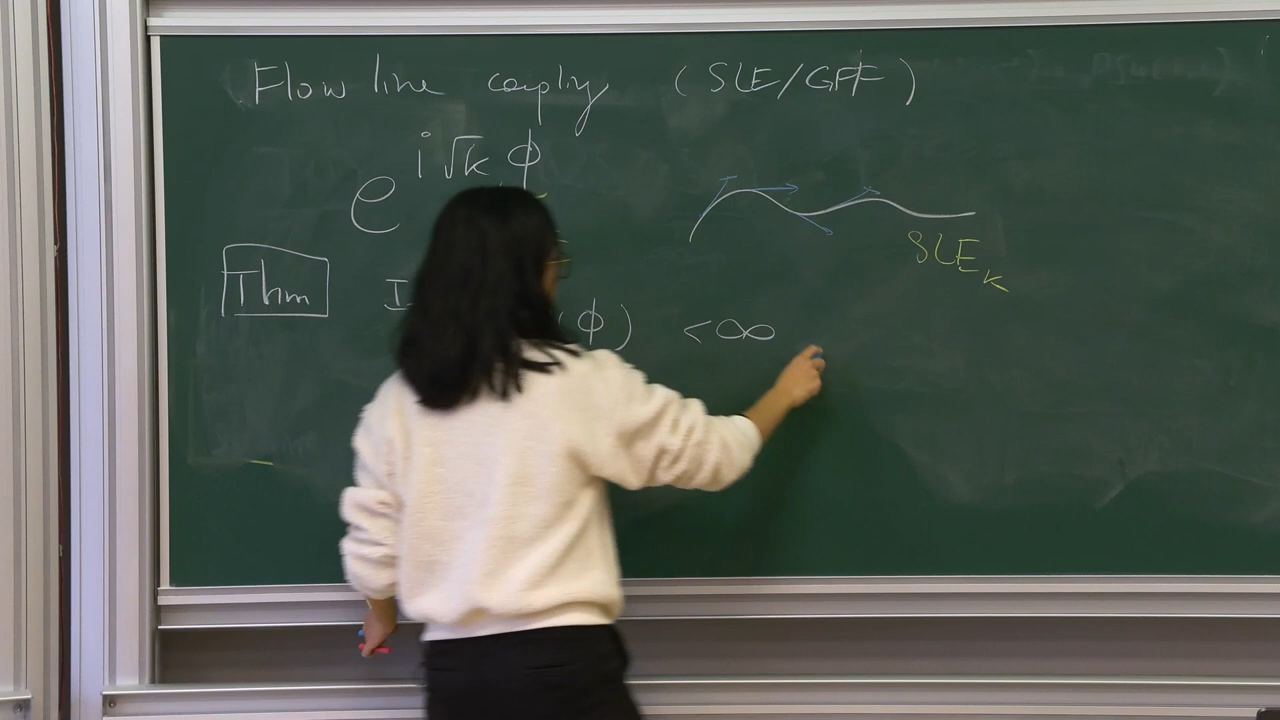 Flow line coupling (SLE/GFF)
e^{i√κ ϕ}
SLE_κ
Thm
ϕ) < ∞